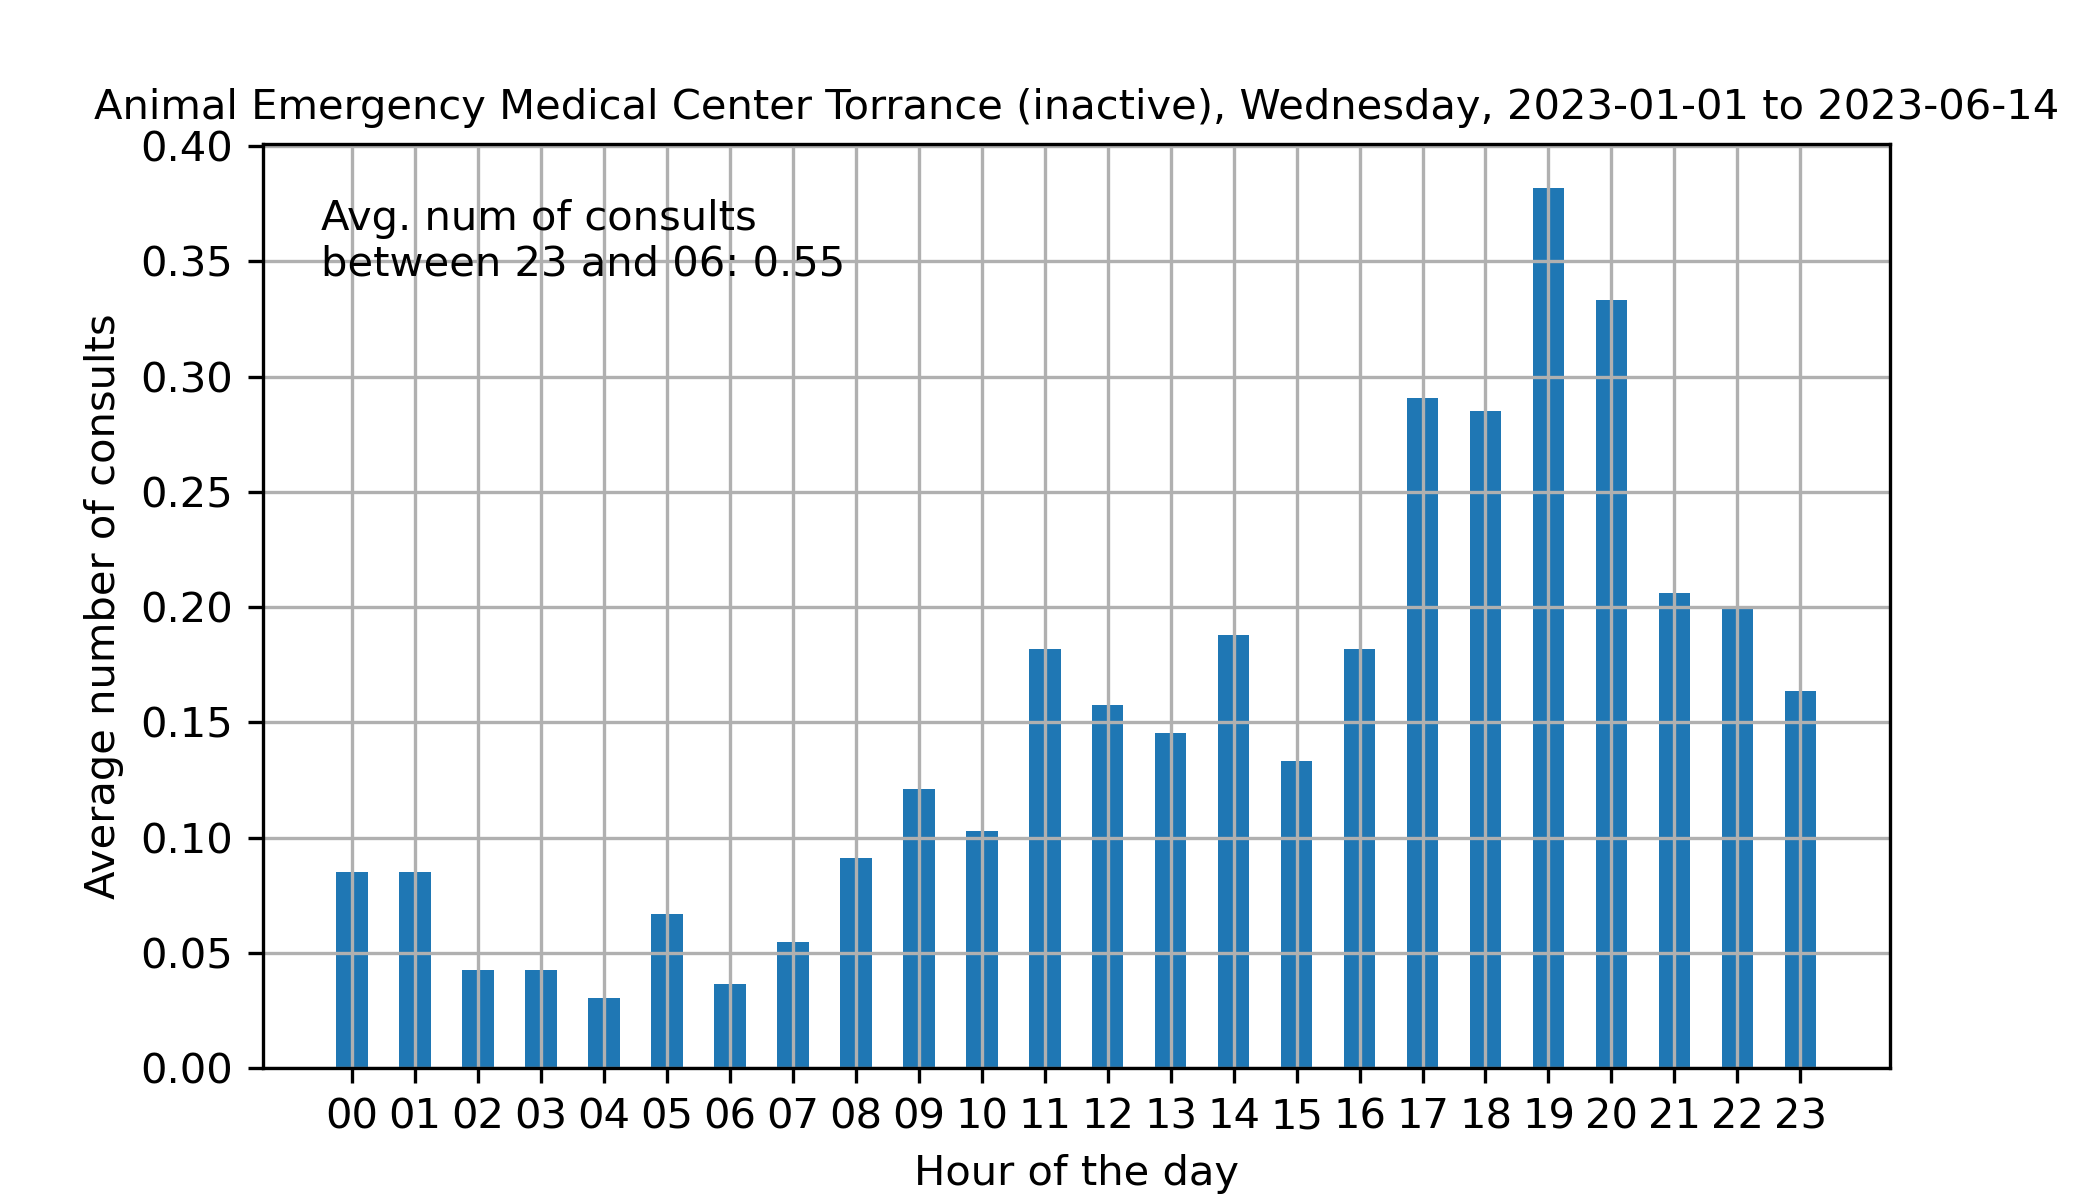 Animal Emergency Medical Center Torrance (inactive), Wednesday, 2023-01-01 to 2023-06-14
Avg. num of consults
between 23 and 06: 0.55
Average number of consults
0.40
0.35
0.30
0.25
0.20
0.15
0.10
0.05
0.00
00 01 02 03 04 05 06 07 08 09 10 11 12 13 14 15 16 17 18 19 20 21 22 23
Hour of the day